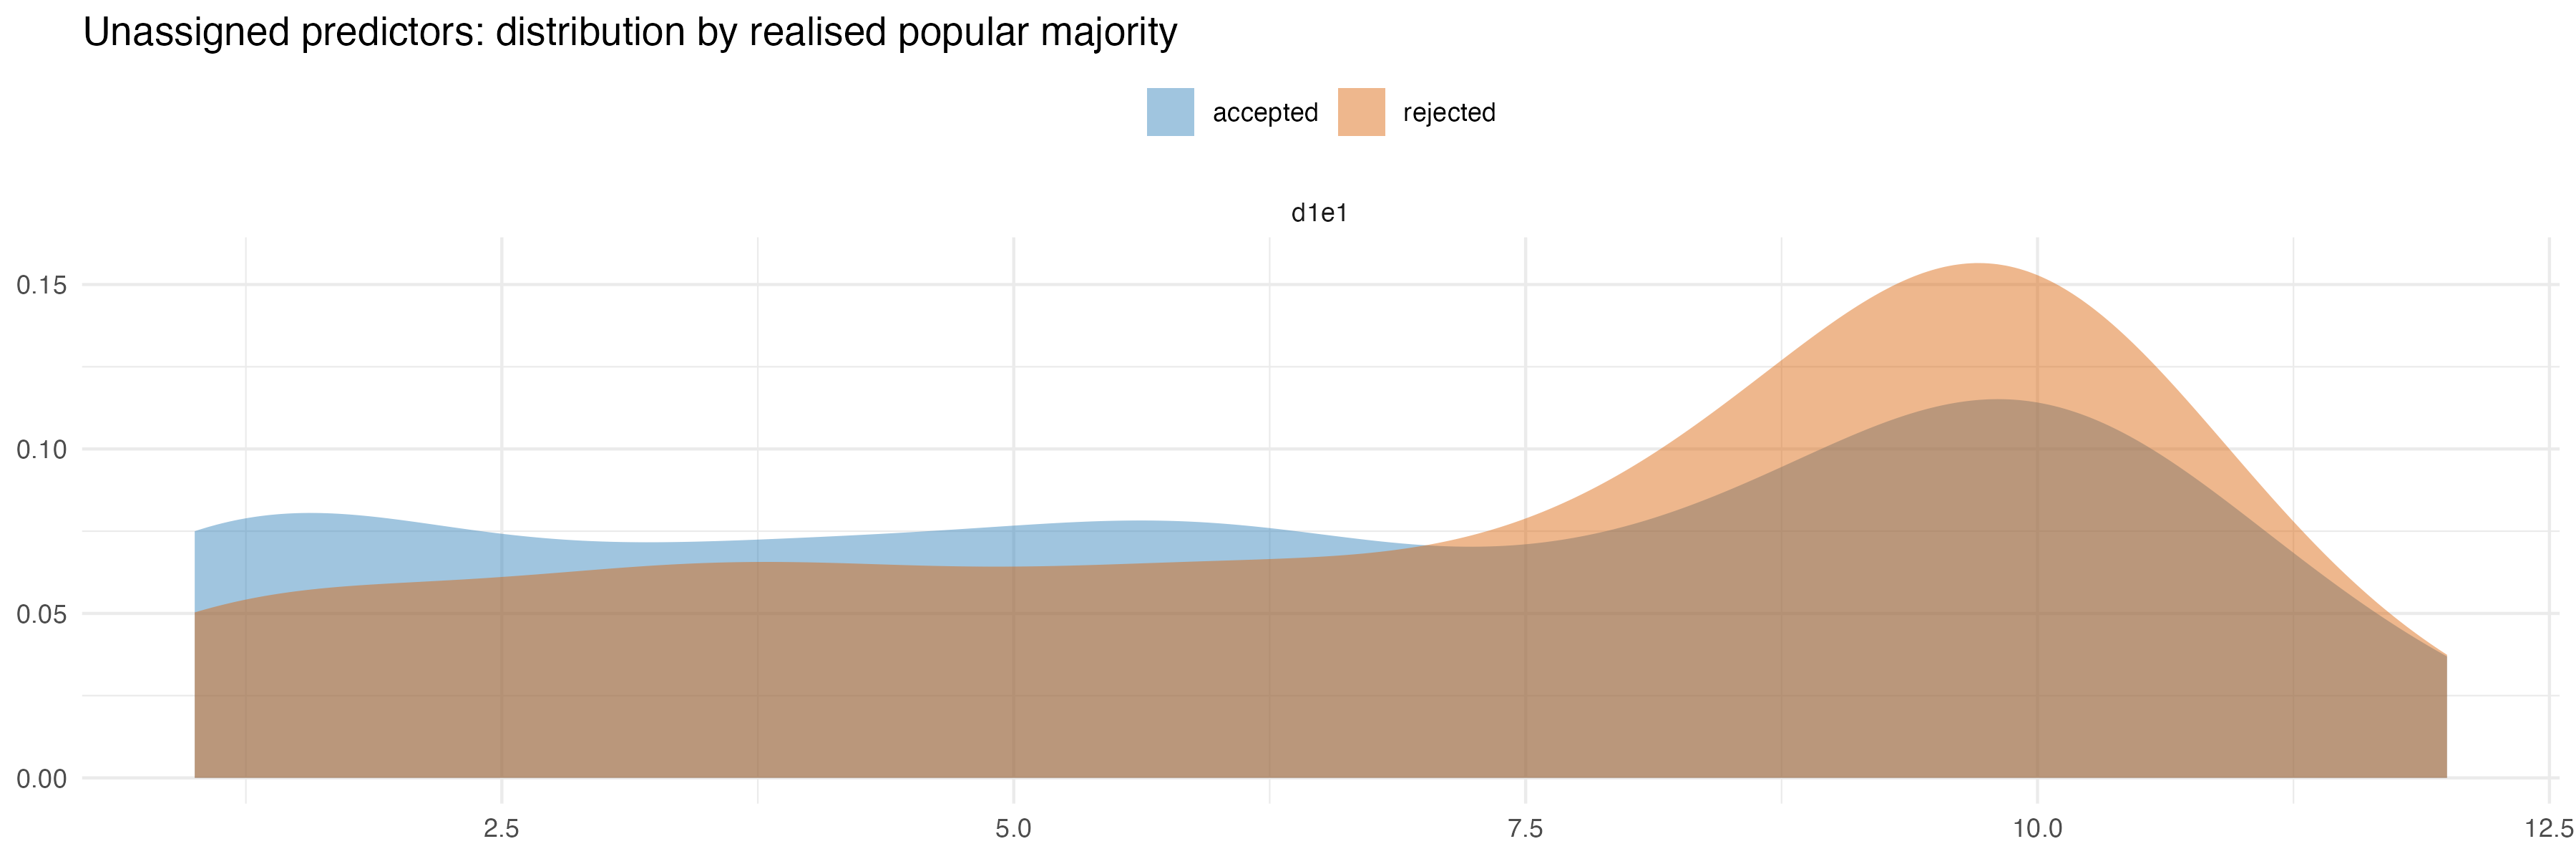 Unassigned predictors: distribution by realised popular majority
accepted rejected
d1e1
0.15
0.10
0.05
0.00
2.5 5.0 7.5 10.0 12.5